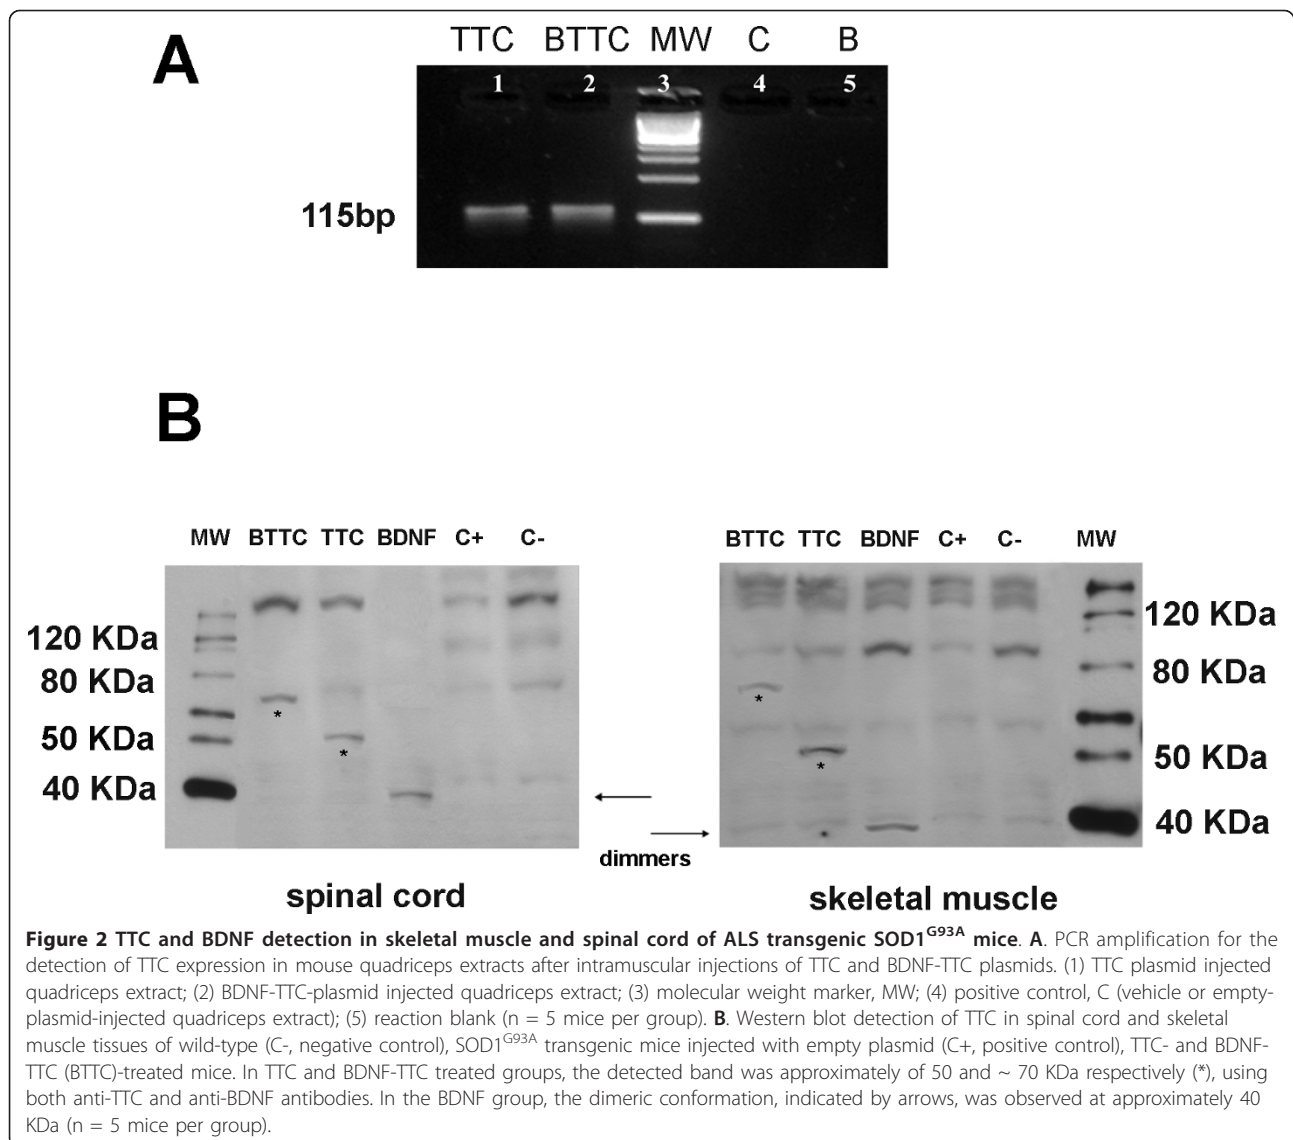 A
TTC BTTC MW C B
1 2 3 4 5
115bp
B
MW BTTC TTC BDNF C+ C-
120 KDa
80 KDa
50 KDa
40 KDa
*
*
spinal cord
dimmers
BTTC TTC BDNF C+ C- MW
120 KDa
80 KDa
50 KDa
40 KDa
*
*
skeletal muscle
Figure 2 TTC and BDNF detection in skeletal muscle and spinal cord of ALS transgenic SOD1G93A mice. A. PCR amplification for the
detection of TTC expression in mouse quadriceps extracts after intramuscular injections of TTC and BDNF-TTC plasmids. (1) TTC plasmid injected
quadriceps extract; (2) BDNF-TTC-plasmid injected quadriceps extract; (3) molecular weight marker, MW; (4) positive control, C (vehicle or empty-
plasmid-injected quadriceps extract); (5) reaction blank (n = 5 mice per group). B. Western blot detection of TTC in spinal cord and skeletal
muscle tissues of wild-type (C-, negative control), SOD1G93A transgenic mice injected with empty plasmid (C+, positive control), TTC- and BDNF-
TTC (BTTC)-treated mice. In TTC and BDNF-TTC treated groups, the detected band was approximately of 50 and ~ 70 KDa respectively (*), using
both anti-TTC and anti-BDNF antibodies. In the BDNF group, the dimeric conformation, indicated by arrows, was observed at approximately 40
KDa (n = 5 mice per group).